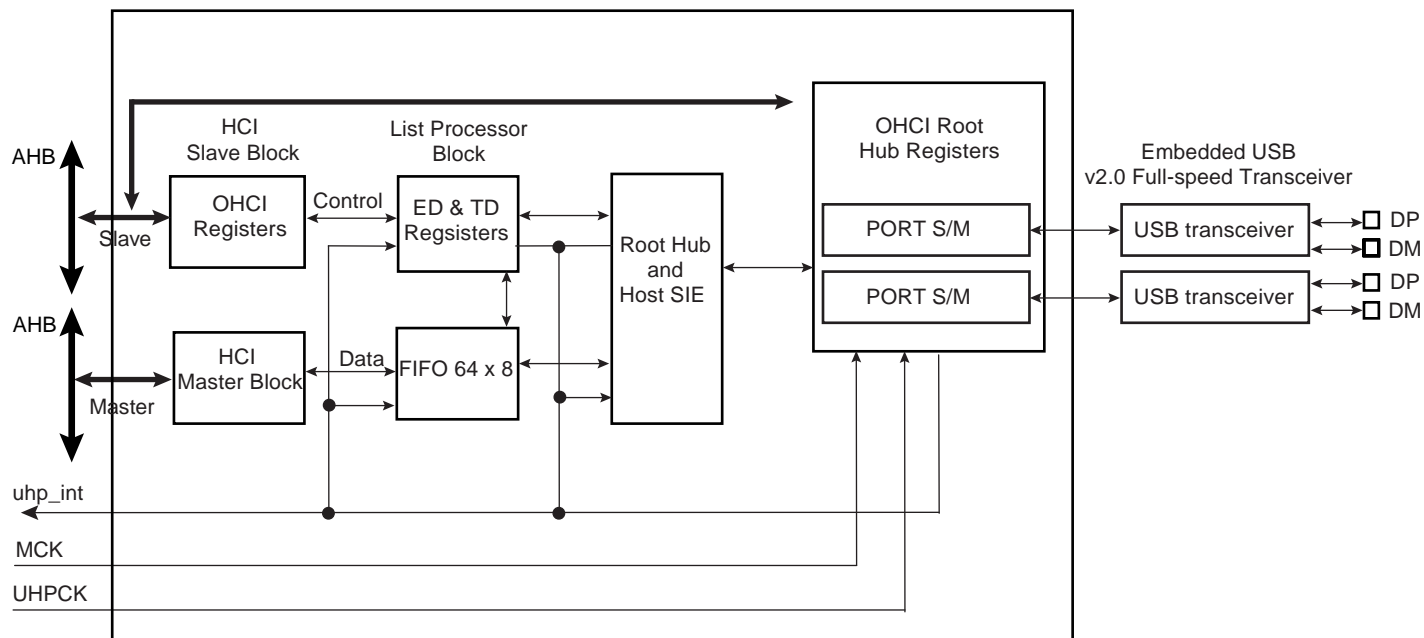 HCI
Slave Block
List Processor
Block
AHB
Slave
OHCI
Registers
Control
ED & TD
Regsisters
Root Hub
and
Host SIE
OHCI Root
Hub Registers
PORT S/M
PORT S/M
Embedded USB
v2.0 Full-speed Transceiver
USB transceiver
USB transceiver
DP
DM
DP
DM
AHB
Master
HCI
Master Block
Data
FIFO 64 x 8
uhp_int
MCK
UHPCK